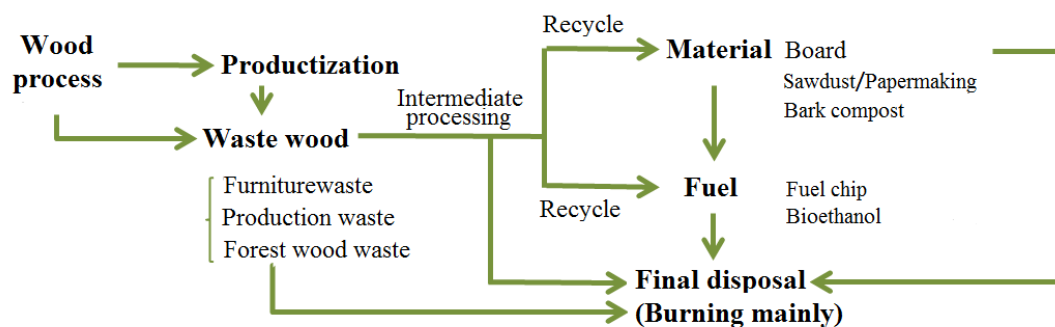 Wood
process
Productization
Waste wood
Furniturewaste
Production waste
Forest wood waste
Intermediate
processing
Recycle
Recycle
Material Board
Sawdust/Papermaking
Bark compost
Fuel Fuel chip
Bioethanol
Final disposal
(Burning mainly)